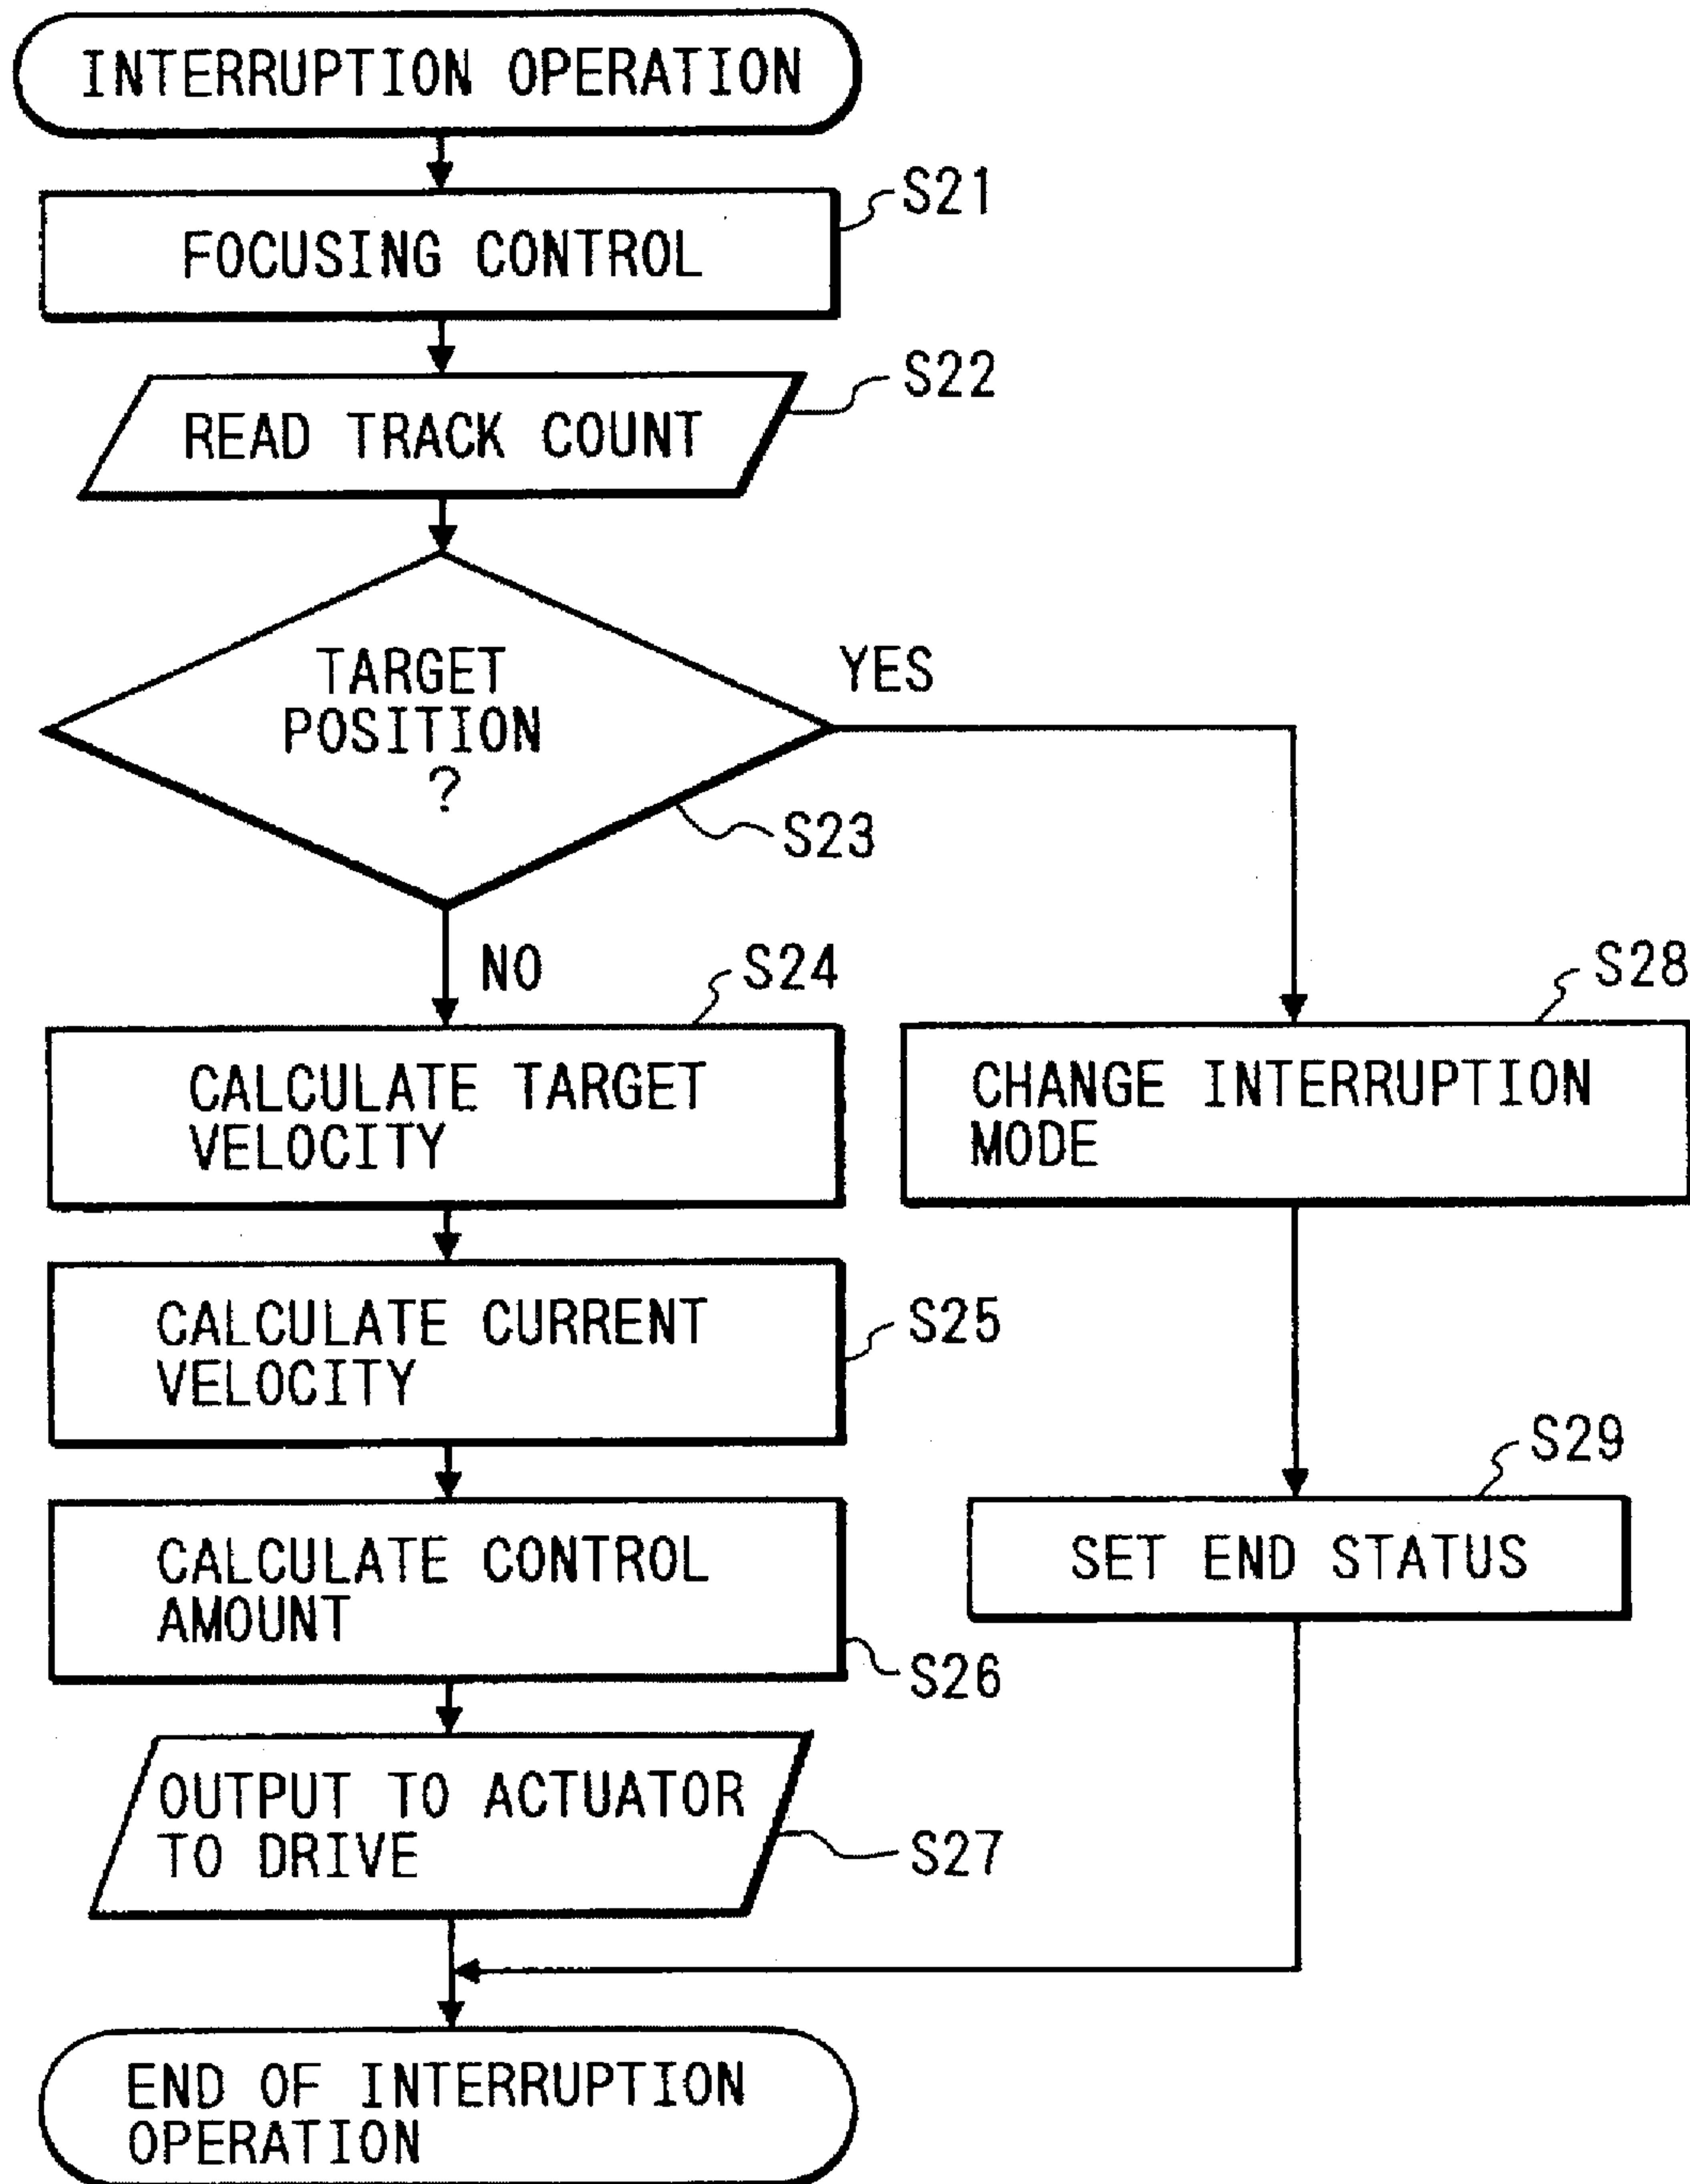 INTERRUPTION OPERATION
S21
FOCUSING CONTROL
S22
READ TRACK COUNT
TARGET
POSITION
?
YES
S23
NO
S24
S28
CALCULATE TARGET
VELOCITY
CHANGE INTERRUPTION
MODE
CALCULATE CURRENT
VELOCITY
S25
S29
CALCULATE CONTROL
AMOUNT
SET END STATUS
S26
OUTPUT TO ACTUATOR
TO DRIVE
S27
END OF INTERRUPTION
OPERATION